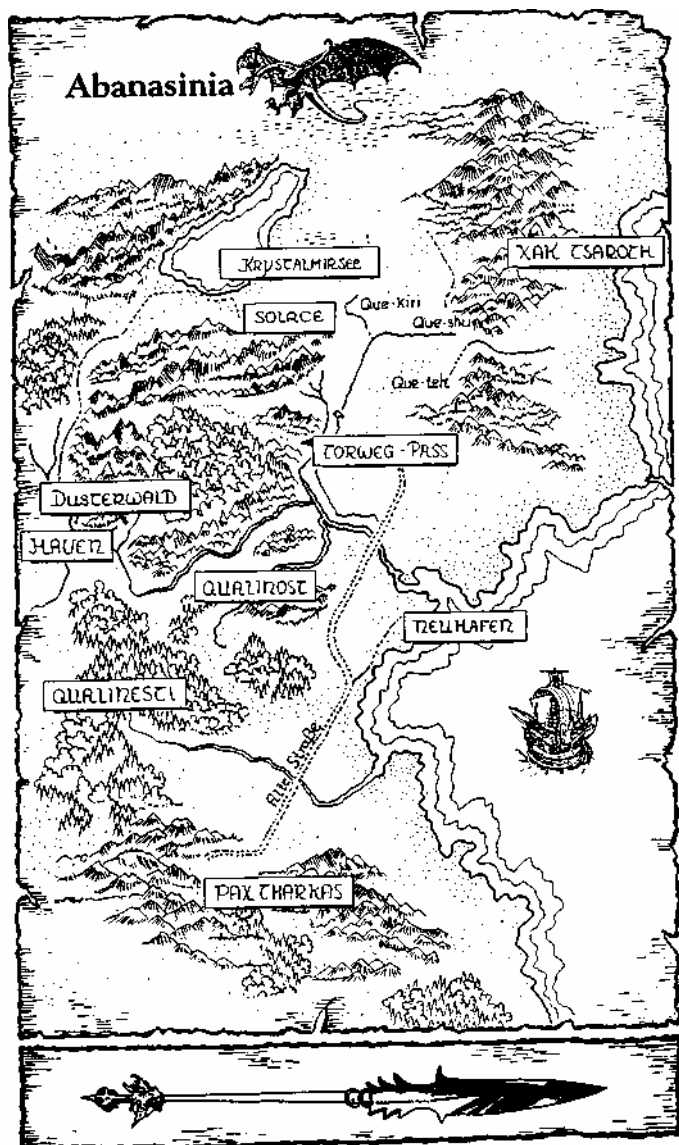 Abanasinia
KRYSTALMIRSEE
XAK TSAROTH
SOLACE
Que-kiri
Que-shu
Que-teh
TORWEG-PASS
DUSTERWALD
HAVEN
QUALINOST
NEUHAFEN
QUALINESTI
Alte Straße
PAX THARKAS